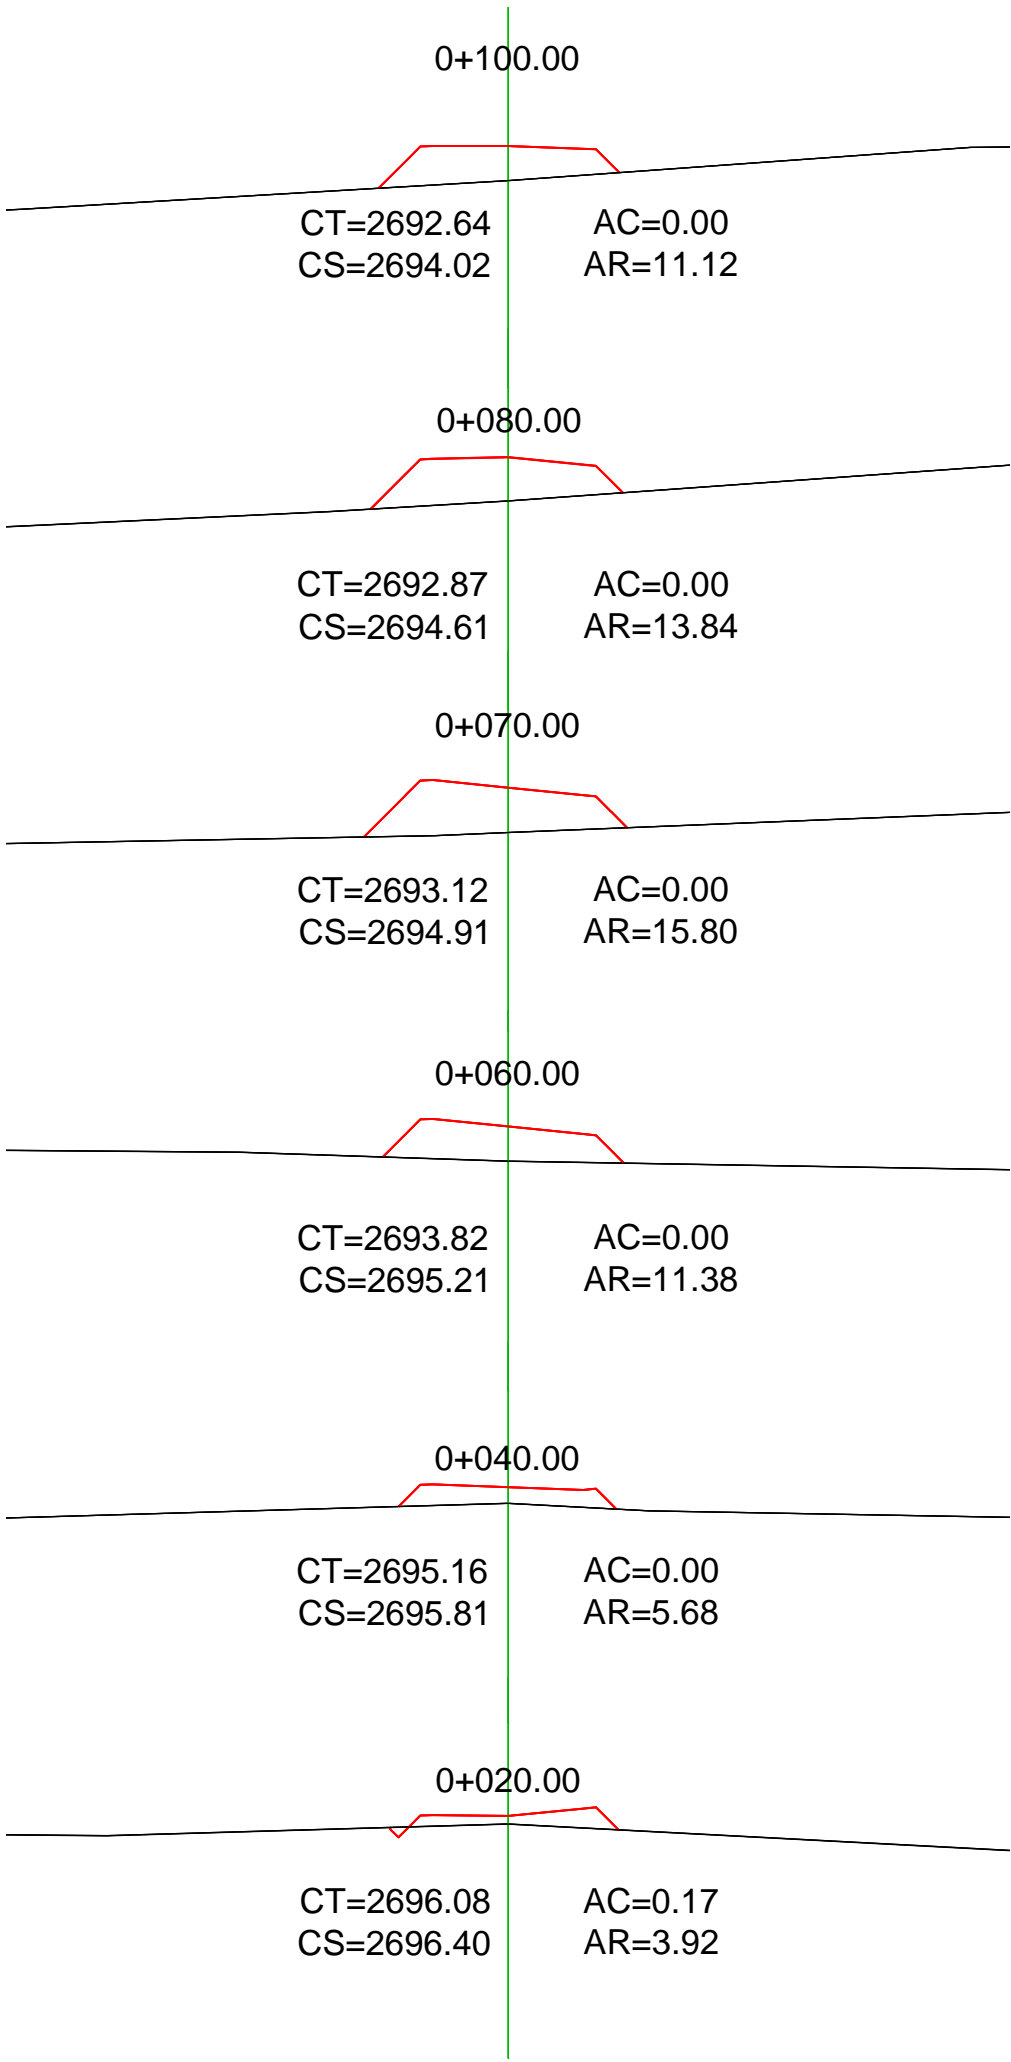 0+100.00
CT=2692.64 AC=0.00
CS=2694.02 AR=11.12
0+080.00
CT=2692.87 AC=0.00
CS=2694.61 AR=13.84
0+070.00
CT=2693.12 AC=0.00
CS=2694.91 AR=15.80
0+060.00
CT=2693.82 AC=0.00
CS=2695.21 AR=11.38
0+040.00
CT=2695.16 AC=0.00
CS=2695.81 AR=5.68
0+020.00
CT=2696.08 AC=0.17
CS=2696.40 AR=3.92